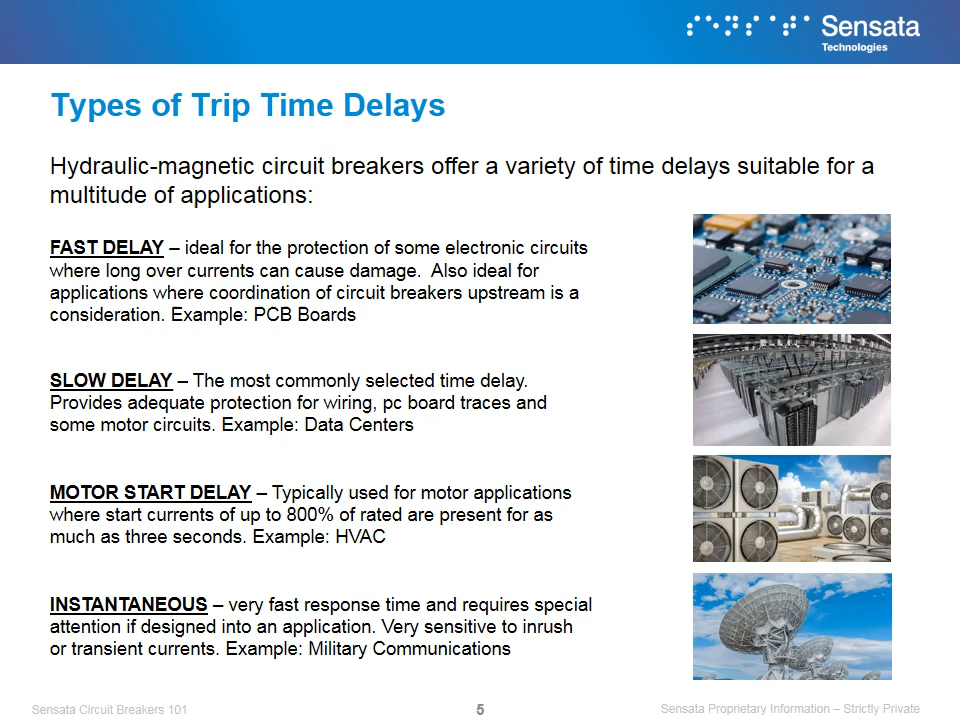 Sensata
Technologies
Types of Trip Time Delays
Hydraulic-magnetic circuit breakers offer a variety of time delays suitable for a
multitude of applications:
FAST DELAY – ideal for the protection of some electronic circuits
where long over currents can cause damage.  Also ideal for
applications where coordination of circuit breakers upstream is a
consideration. Example: PCB Boards
SLOW DELAY – The most commonly selected time delay.
Provides adequate protection for wiring, pc board traces and
some motor circuits. Example: Data Centers
MOTOR START DELAY – Typically used for motor applications
where start currents of up to 800% of rated are present for as
much as three seconds. Example: HVAC
INSTANTANEOUS – very fast response time and requires special
attention if designed into an application. Very sensitive to inrush
or transient currents. Example: Military Communications
Sensata Circuit Breakers 101
5
Sensata Proprietary Information – Strictly Private